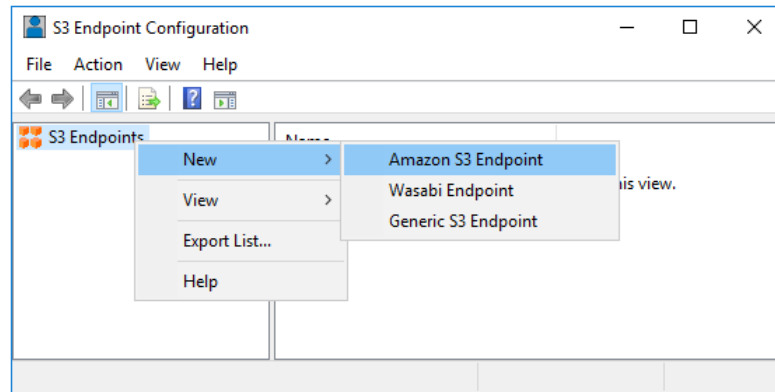 S3 Endpoint Configuration
File Action View Help
S3 Endpoints
Name
New
Amazon S3 Endpoint
Wasabi Endpoint
his view.
View
Generic S3 Endpoint
Export List...
Help